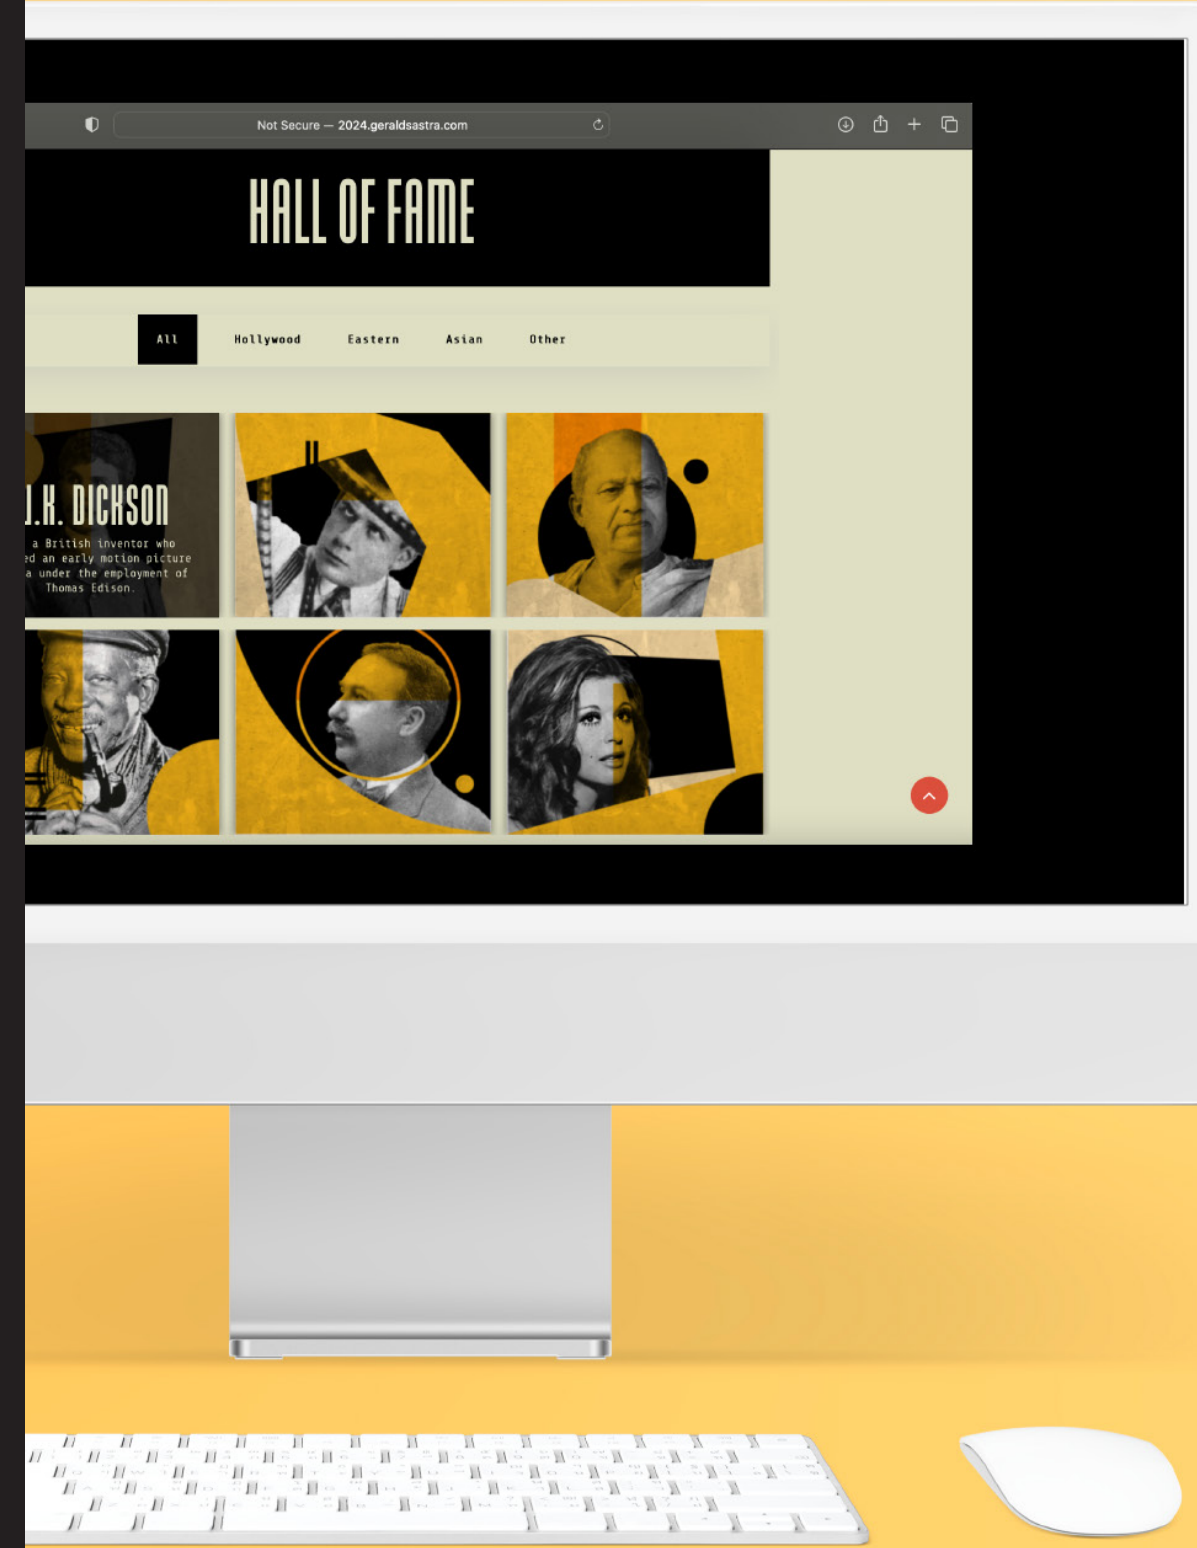 Not Secure — 2024.geraldsastra.com
HALL OF FAME
All Hollywood Eastern Asian Other
.K. DICKSON
a British inventor who
ed an early motion picture
a under the employment of
Thomas Edison.